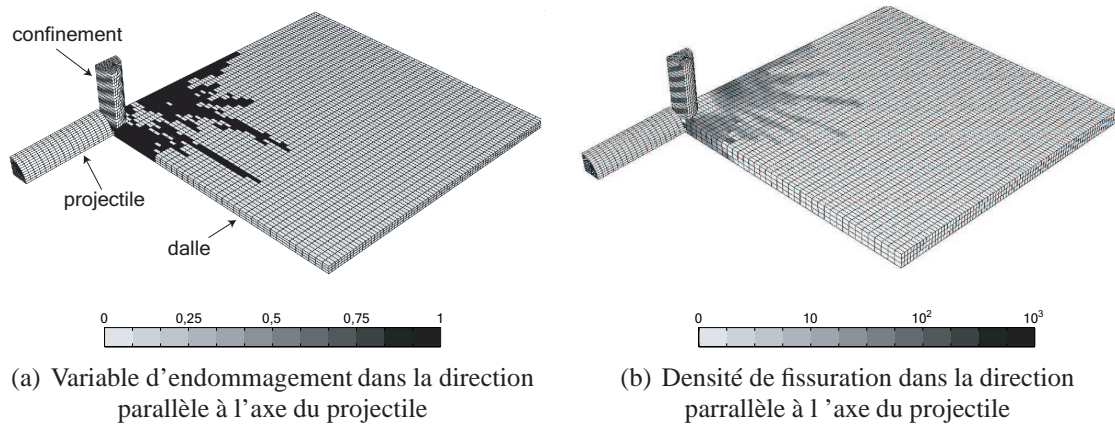 confinement
projectile
dalle
0 0,25 0,5 0,75 1
(a) Variable d'endommagement dans la direction
parallèle à l'axe du projectile
0 10 10² 10³
(b) Densité de fissuration dans la direction
parrallèle à l 'axe du projectile